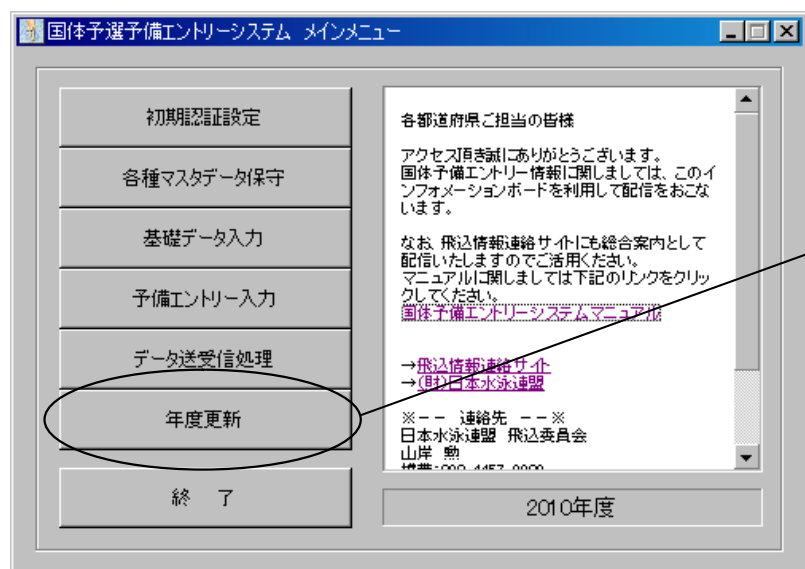 国体予選予備エントリーシステム メインメニュー
初期認証設定
各種マスタデータ保守
基礎データ入力
予備エントリー入力
データ送受信処理
年度更新
終 了
各都道府県ご担当の皆様
アクセス頂き誠にありがとうございます。
国体予備エントリー情報に関しましては、このイ
ンフォメーションボードを利用して配信をおこな
います。
なお、飛込情報連絡サイトにも総合案内として
配信いたしますのでご活用ください。
マニュアルに関しましては下記のリンクをクリッ
クしてください。
国体予備エントリーシステムマニュアル
→飛込情報連絡サイト
→(財)日本水泳連盟
※－－ 連絡先 －－※
日本水泳連盟 飛込委員会
山岸 勲
2010年度